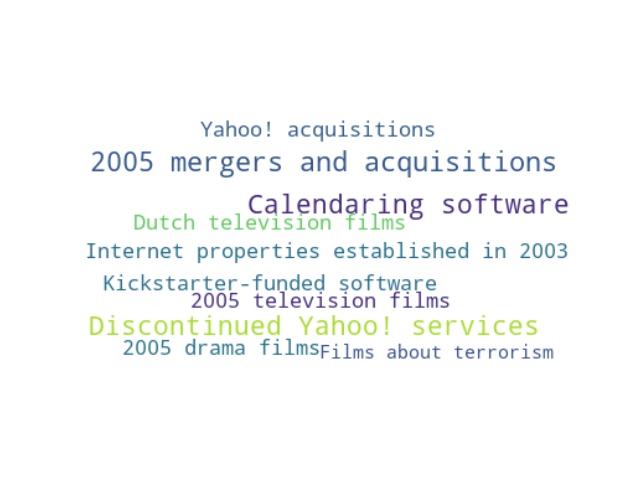 Yahoo! acquisitions
2005 mergers and acquisitions
Calendaring software
Dutch television films
Internet properties established in 2003
Kickstarter-funded software
2005 television films
Discontinued Yahoo! services
2005 drama films
Films about terrorism